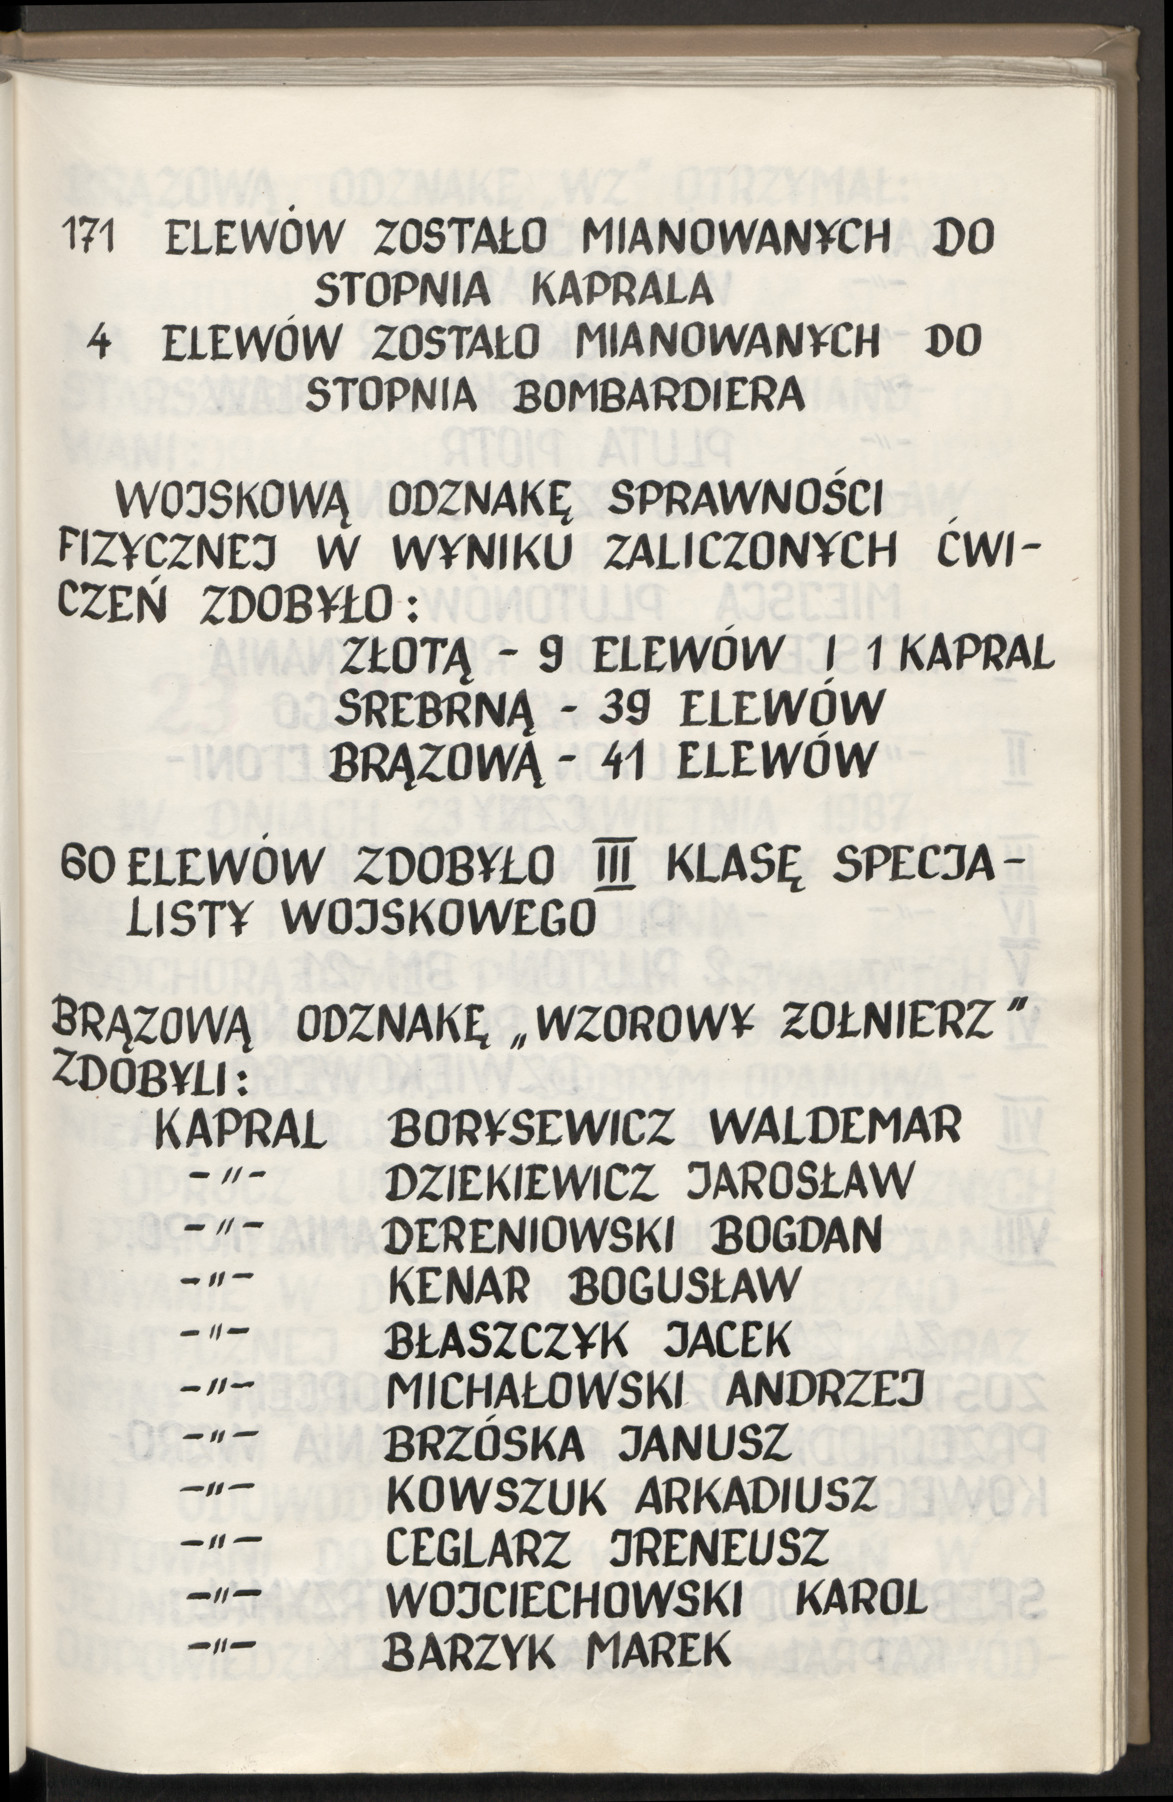 171 ELEWÓW ZOSTAŁO MIANOWANYCH DO
STOPNIA KAPRALA
4 ELEWÓW ZOSTAŁO MIANOWANYCH DO
STOPNIA BOMBARDIERA
WOJSKOWĄ ODZNAKĘ SPRAWNOŚCI
FIZYCZNEJ W WYNIKU ZALICZONYCH ĆWI-
CZEŃ ZDOBYŁO:
ZŁOTĄ - 9 ELEWÓW I 1 KAPRAL
SREBRNĄ - 39 ELEWÓW
BRĄZOWĄ - 41 ELEWÓW
60 ELEWÓW ZDOBYŁO III KLASĘ SPECJA-
LISTY WOJSKOWEGO
BRĄZOWĄ ODZNAKĘ „WZOROWY ŻOŁNIERZ"
ZDOBYLI:
KAPRAL BORYSEWICZ WALDEMAR
-"- DZIEKIEWICZ JAROSŁAW
-"- DERENIOWSKI BOGDAN
-"- KENAR BOGUSŁAW
-"- BŁASZCZYK JACEK
-"- MICHAŁOWSKI ANDRZEJ
-"- BRZÓSKA JANUSZ
-"- KOWSZUK ARKADIUSZ
-"- CEGLARZ IRENEUSZ
-"- WOJCIECHOWSKI KAROL
-"- BARZYK MAREK